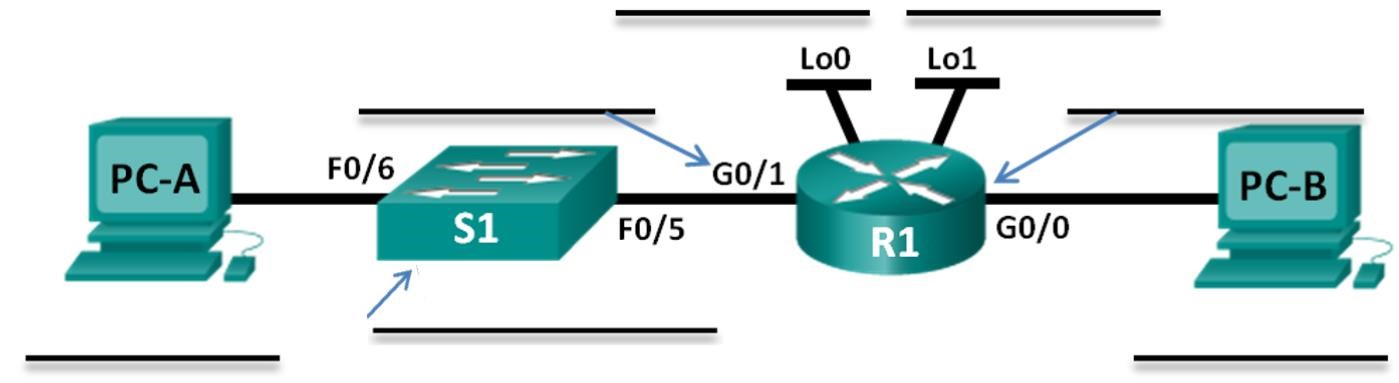 Lo0 Lo1
PC-A F0/6 G0/1 PC-B
S1 F0/5 R1 G0/0